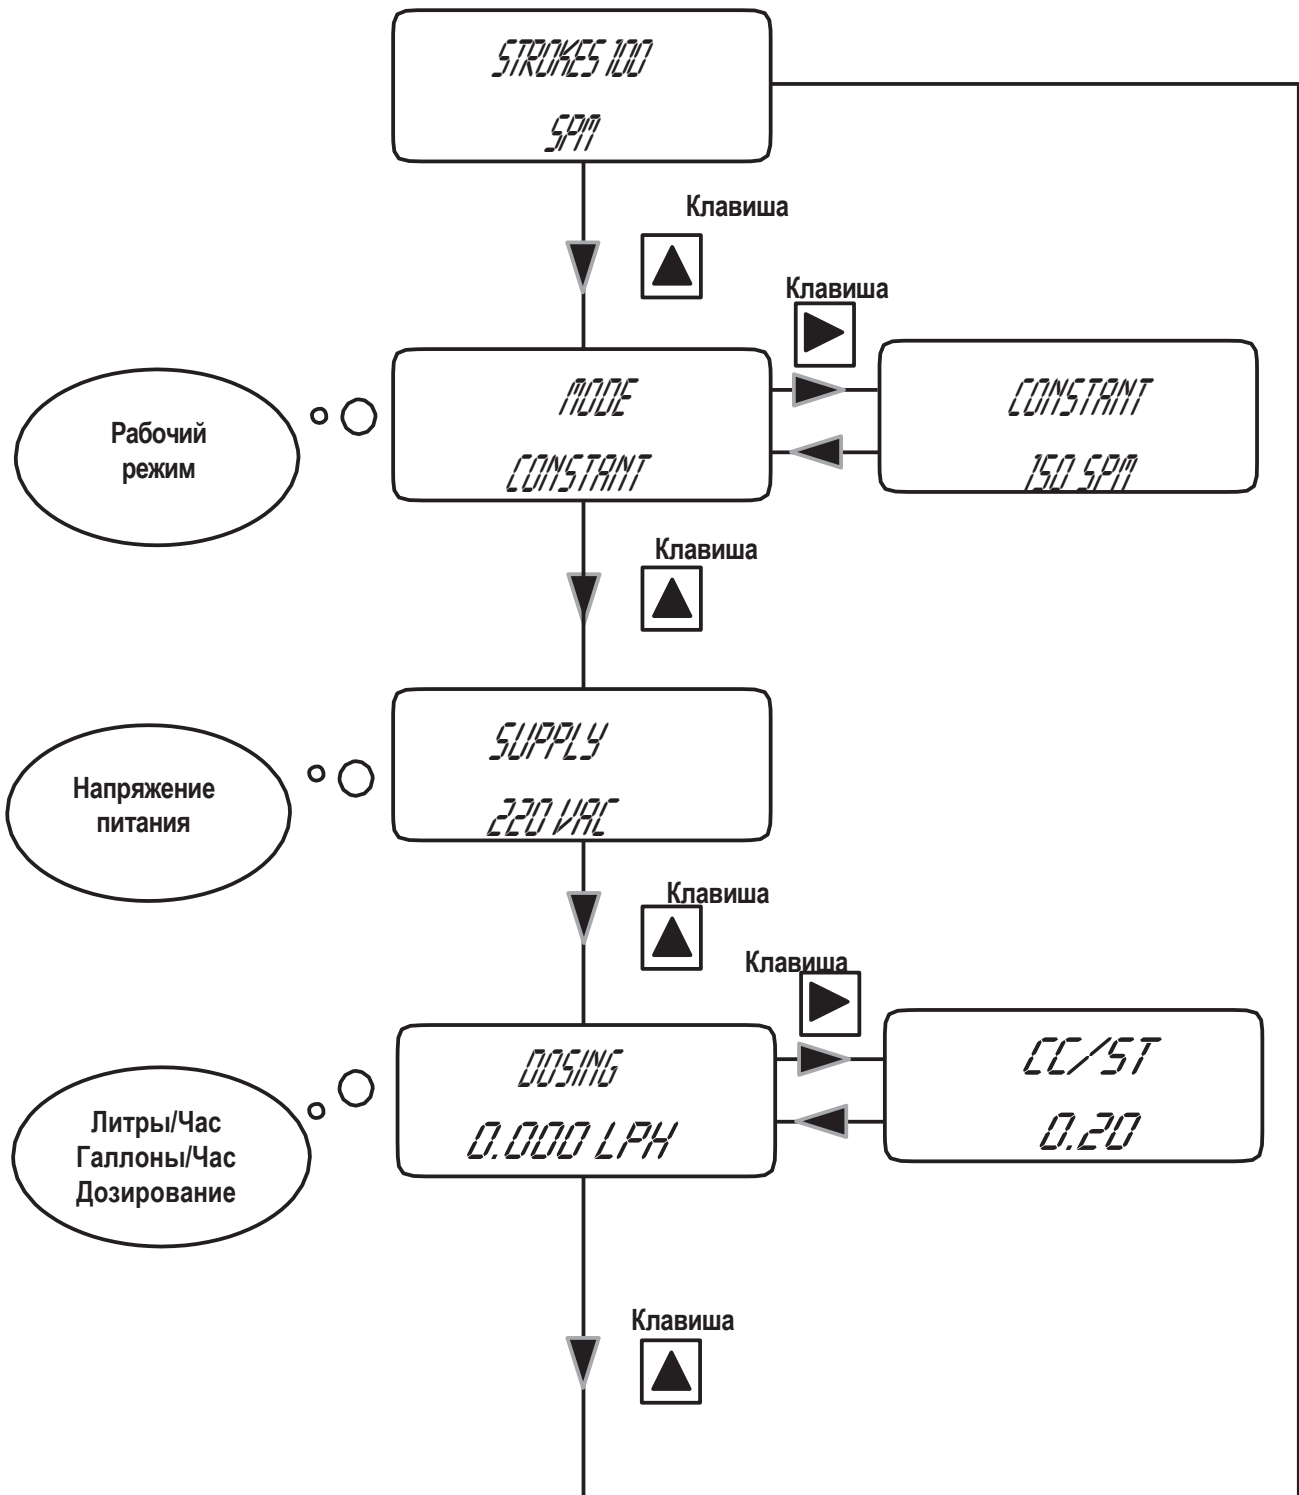 STROKES 100
SPM
Клавиша
Клавиша
MODE
CONSTANT
CONSTANT
150 SPM
Рабочий
режим
Клавиша
SUPPLY
220 VAC
Напряжение
питания
Клавиша
Клавиша
DOSING
0.000 LPH
CC/ST
0.20
Литры/Час
Галлоны/Час
Дозирование
Клавиша